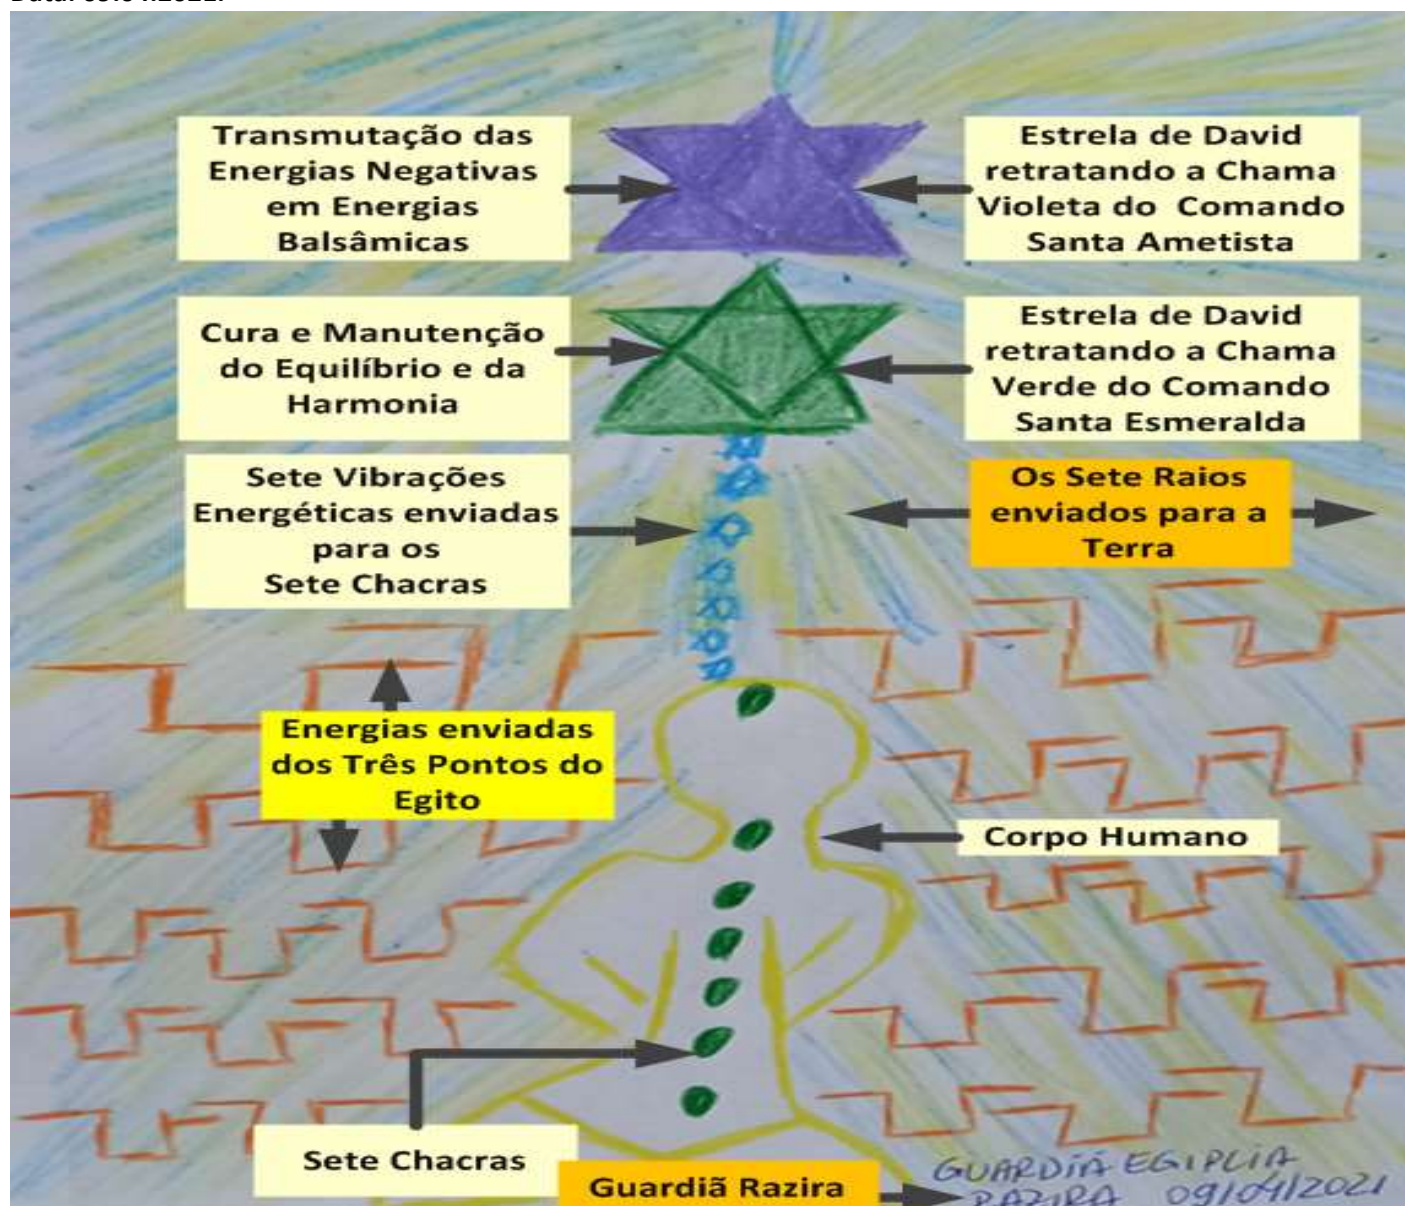 Transmutação das
Energias Negativas
em Energias
Balsâmicas
Estrela de David
retratando a Chama
Violeta do Comando
Santa Ametista
Cura e Manutenção
do Equilíbrio e da
Harmonia
Estrela de David
retratando a Chama
Verde do Comando
Santa Esmeralda
Sete Vibrações
Energéticas enviadas
para os
Sete Chacras
Os Sete Raios
enviados para a
Terra
Energias enviadas
dos Três Pontos do
Egito
Corpo Humano
Sete Chacras
Guardiã Razira
GUARDIÃ EGIPLIA
RAZIRA 09/04/2021